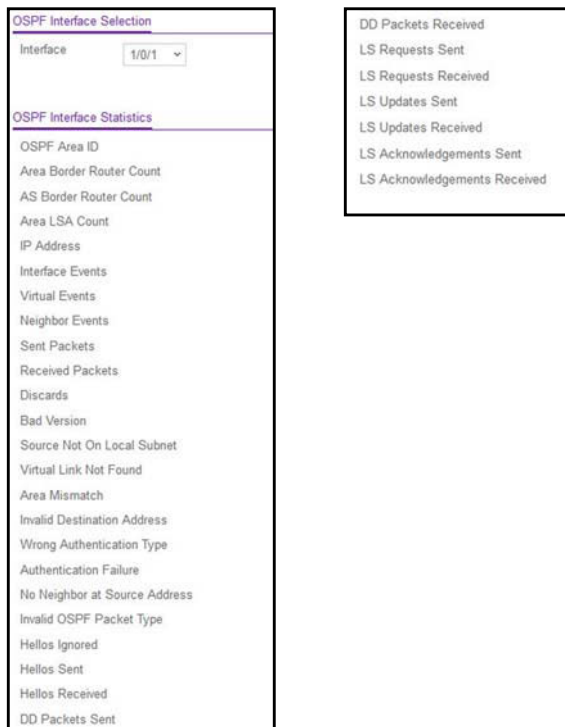 OSPF Interface Selection
Interface 1/0/1
OSPF Interface Statistics
OSPF Area ID
Area Border Router Count
AS Border Router Count
Area LSA Count
IP Address
Interface Events
Virtual Events
Neighbor Events
Sent Packets
Received Packets
Discards
Bad Version
Source Not On Local Subnet
Virtual Link Not Found
Area Mismatch
Invalid Destination Address
Wrong Authentication Type
Authentication Failure
No Neighbor at Source Address
Invalid OSPF Packet Type
Hellos Ignored
Hellos Sent
Hellos Received
DD Packets Sent
DD Packets Received
LS Requests Sent
LS Requests Received
LS Updates Sent
LS Updates Received
LS Acknowledgements Sent
LS Acknowledgements Received